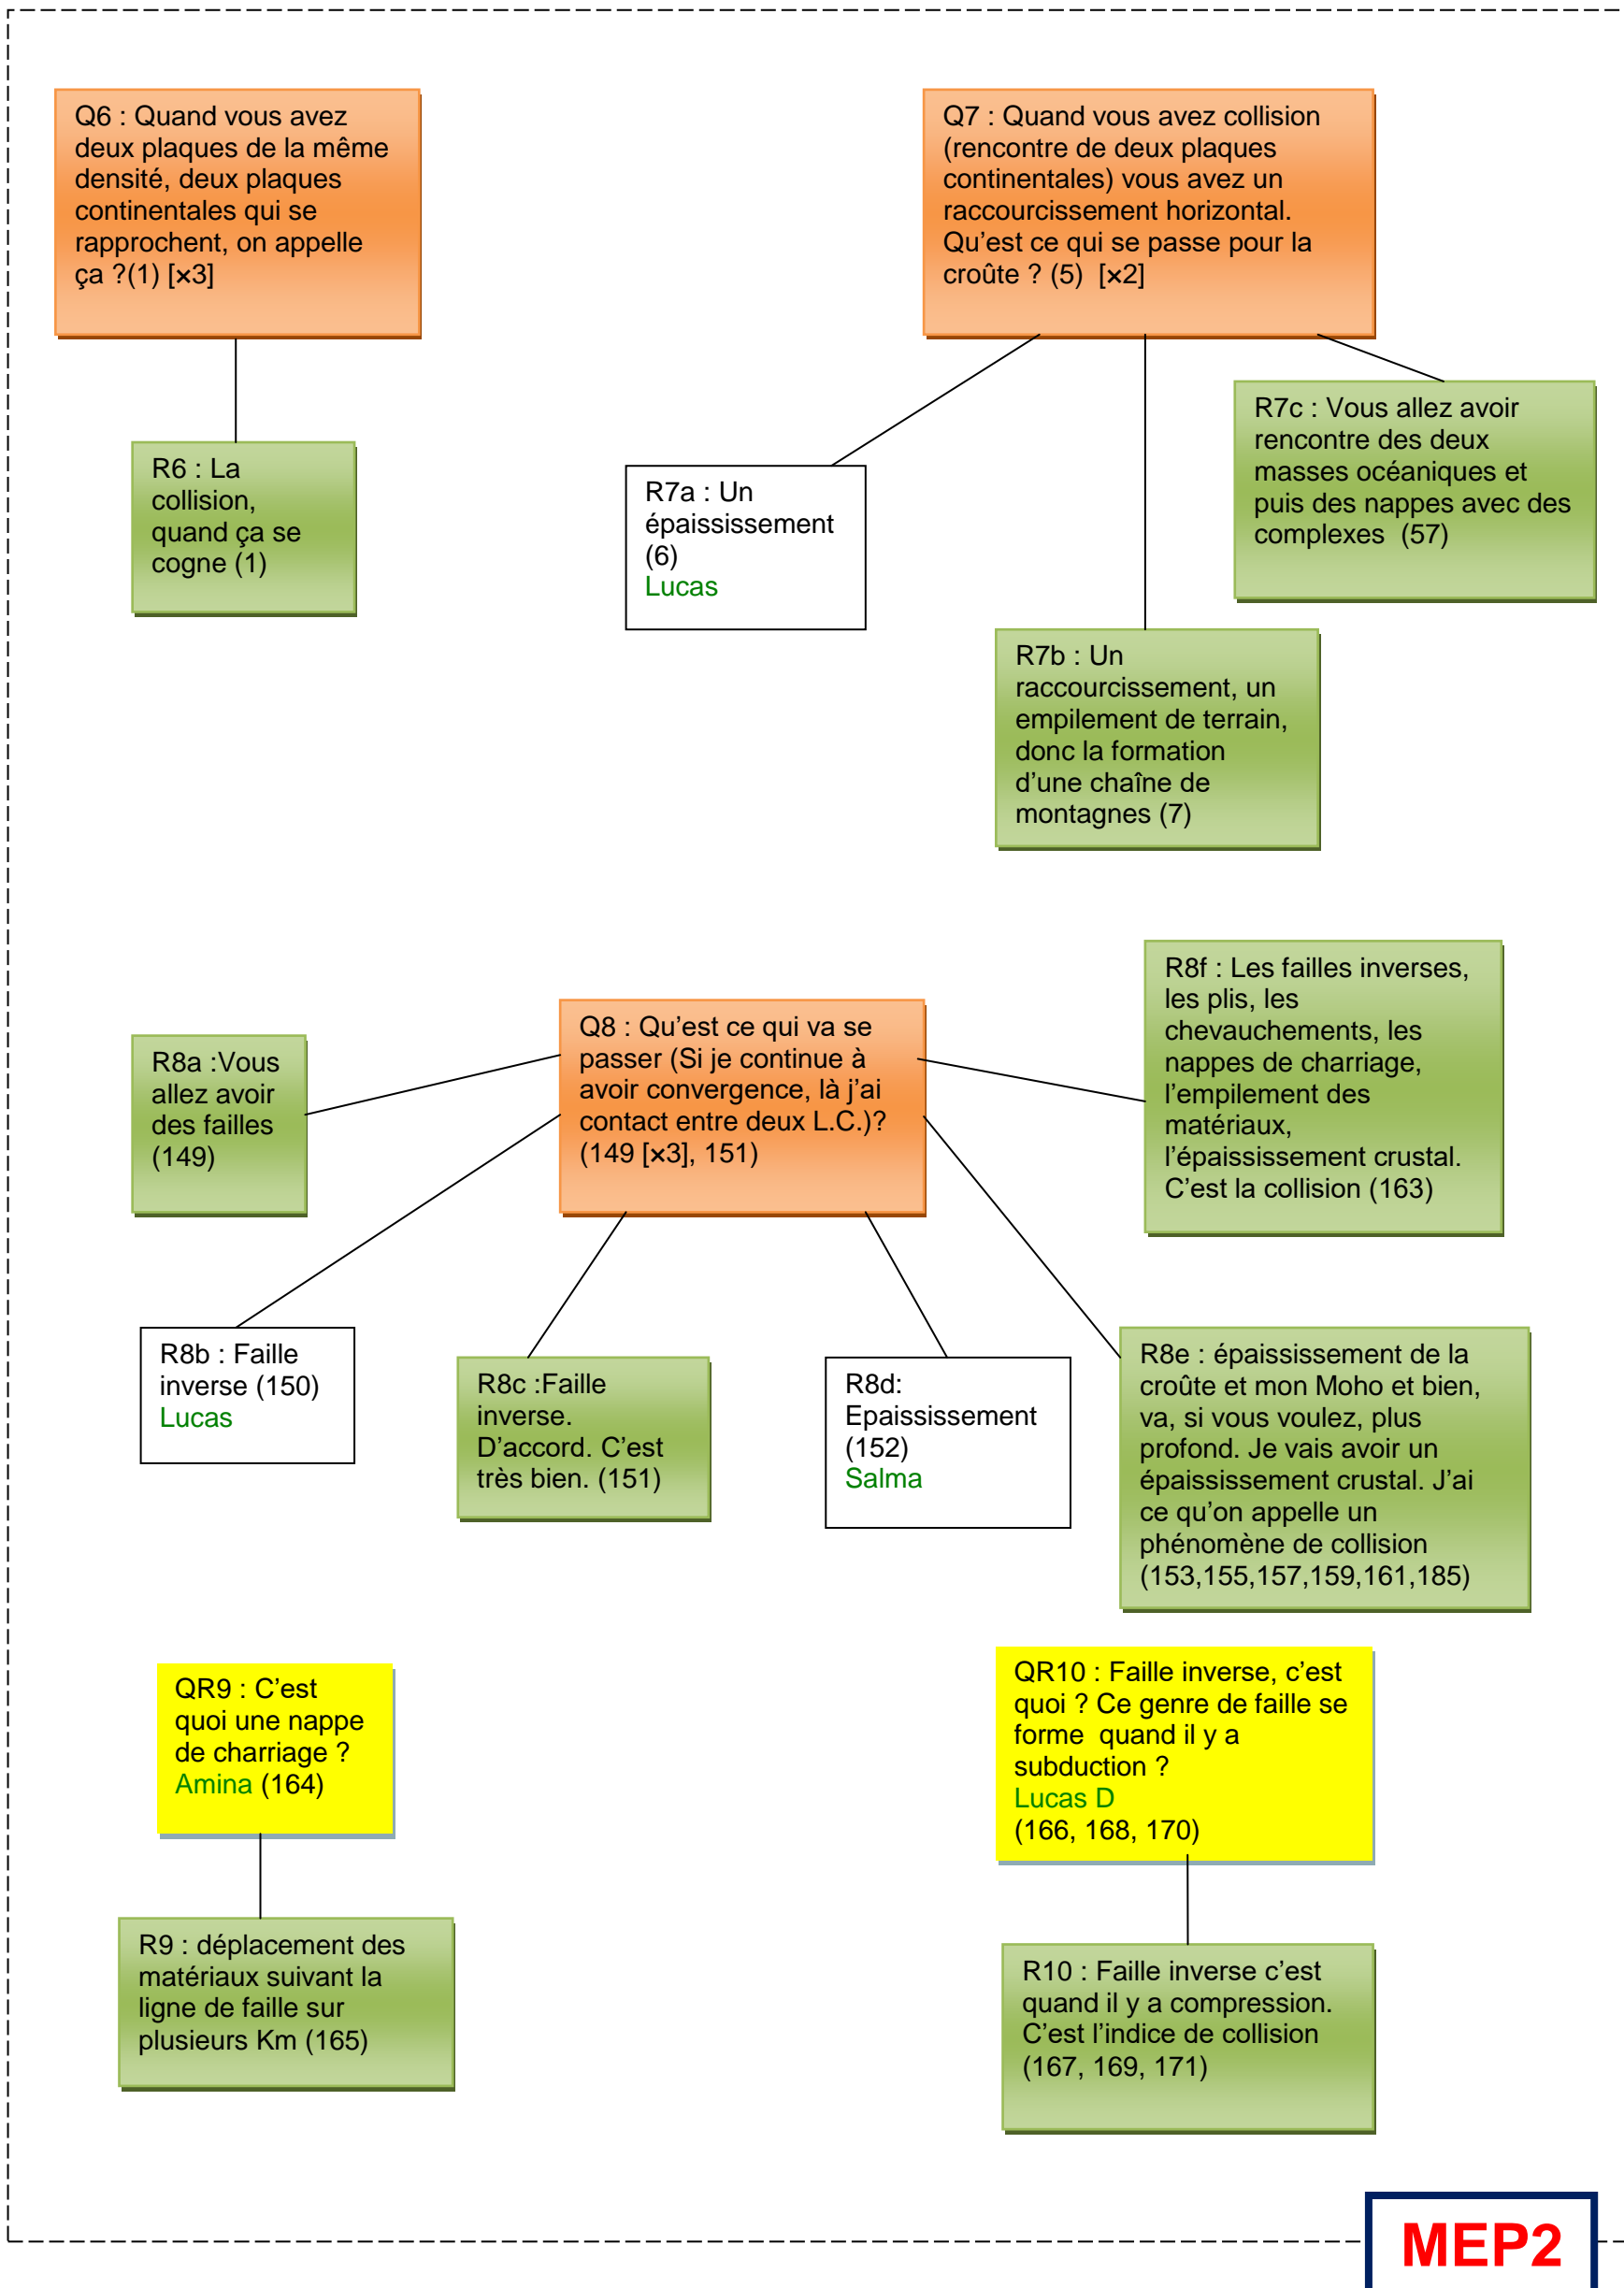 Q6 : Quand vous avez
deux plaques de la même
densité, deux plaques
continentales qui se
rapprochent, on appelle
ça ?(1) [×3]
Q7 : Quand vous avez collision
(rencontre de deux plaques
continentales) vous avez un
raccourcissement horizontal.
Qu’est ce qui se passe pour la
croûte ? (5) [×2]
R6 : La
collision,
quand ça se
cogne (1)
R7a : Un
épaississement
(6)
Lucas
R7c : Vous allez avoir
rencontre des deux
masses océaniques et
puis des nappes avec des
complexes (57)
R7b : Un
raccourcissement, un
empilement de terrain,
donc la formation
d’une chaîne de
montagnes (7)
R8a :Vous
allez avoir
des failles
(149)
Q8 : Qu’est ce qui va se
passer (Si je continue à
avoir convergence, là j’ai
contact entre deux L.C.)?
(149 [×3], 151)
R8f : Les failles inverses,
les plis, les
chevauchements, les
nappes de charriage,
l’empilement des
matériaux,
l’épaississement crustal.
C’est la collision (163)
R8b : Faille
inverse (150)
Lucas
R8c :Faille
inverse.
D’accord. C’est
très bien. (151)
R8d:
Epaississement
(152)
Salma
R8e : épaississement de la
croûte et mon Moho et bien,
va, si vous voulez, plus
profond. Je vais avoir un
épaississement crustal. J’ai
ce qu’on appelle un
phénomène de collision
(153,155,157,159,161,185)
QR9 : C’est
quoi une nappe
de charriage ?
Amina (164)
QR10 : Faille inverse, c’est
quoi ? Ce genre de faille se
forme quand il y a
subduction ?
Lucas D
(166, 168, 170)
R9 : déplacement des
matériaux suivant la
ligne de faille sur
plusieurs Km (165)
R10 : Faille inverse c’est
quand il y a compression.
C’est l’indice de collision
(167, 169, 171)
MEP2